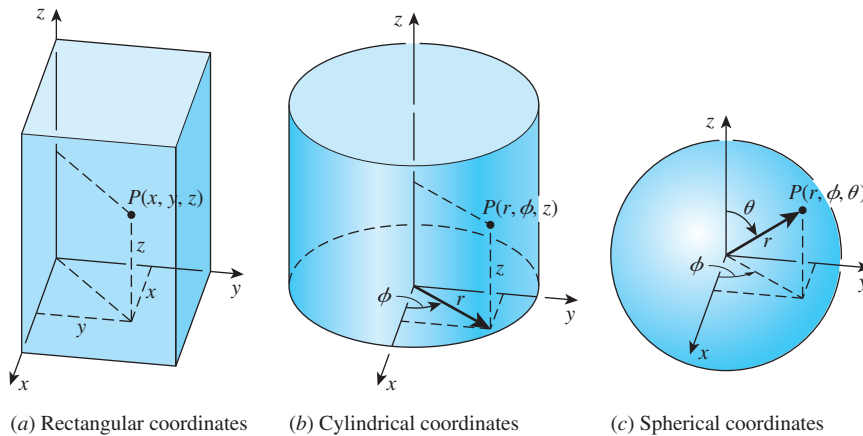 z
P(x, y, z)
z
x
y
y
x
(a) Rectangular coordinates
z
P(r, ϕ, z)
z
ϕ
r
y
x
(b) Cylindrical coordinates
z
P(r, ϕ, θ)
θ
r
ϕ
y
x
(c) Spherical coordinates